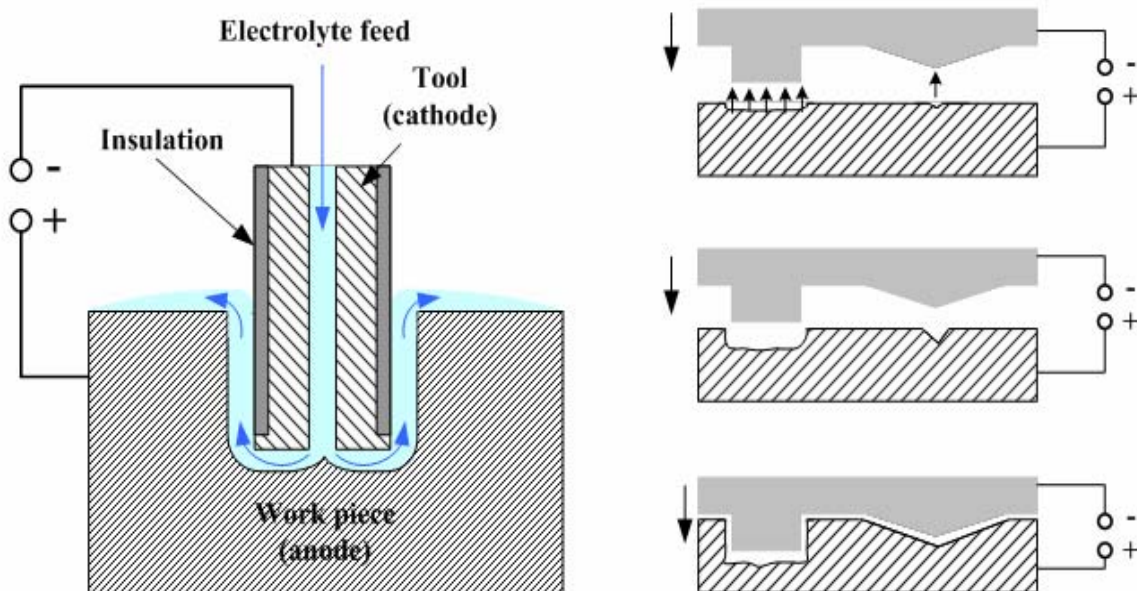 Electrolyte feed
Tool
(cathode)
Insulation
-
+
Work piece
(anode)
-
+
-
+
-
+